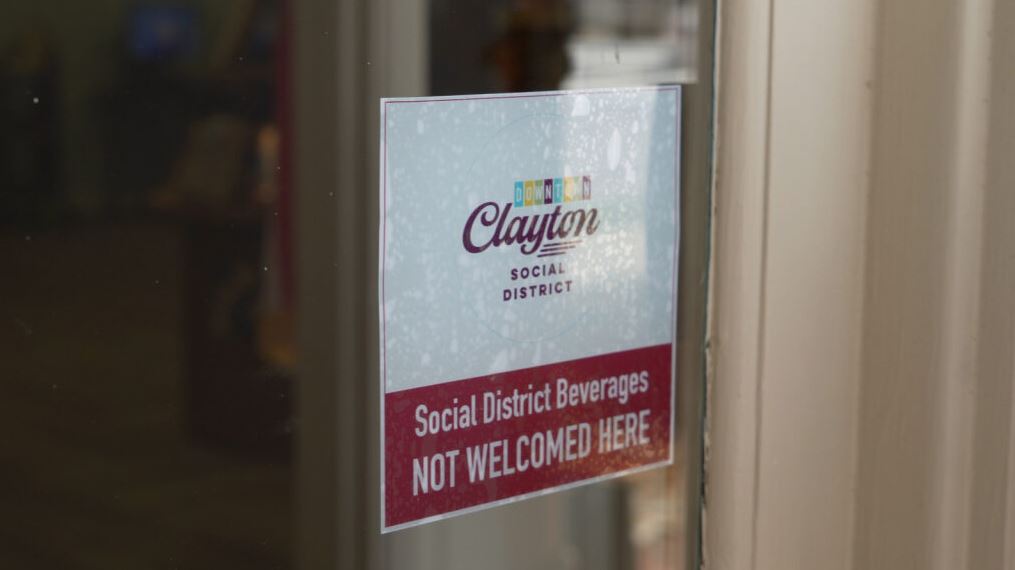 DOWNTOWN
Clayton
SOCIAL
DISTRICT
Social District Beverages
NOT WELCOMED HERE